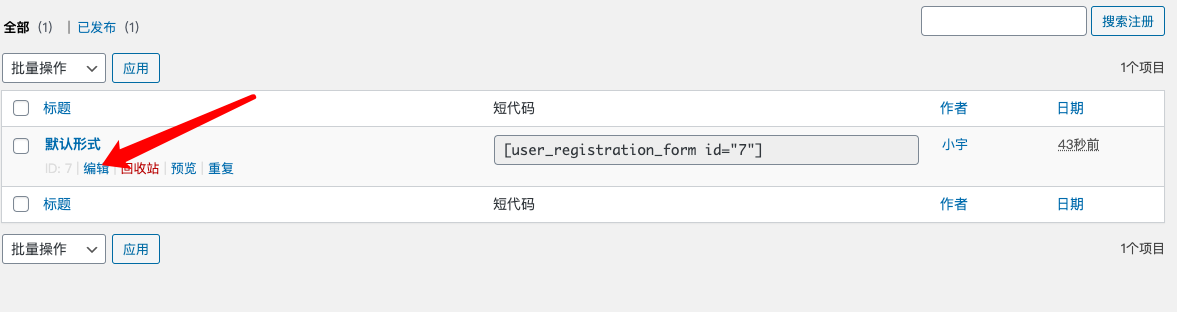 全部 (1) | 已发布 (1)
搜索注册
批量操作 应用
1个项目
标题 短代码 作者 日期
默认形式 [user_registration_form id="7"] 小宇 43秒前
ID: 7 | 编辑 | 回收站 | 预览 | 重复
标题 短代码 作者 日期
批量操作 应用
1个项目